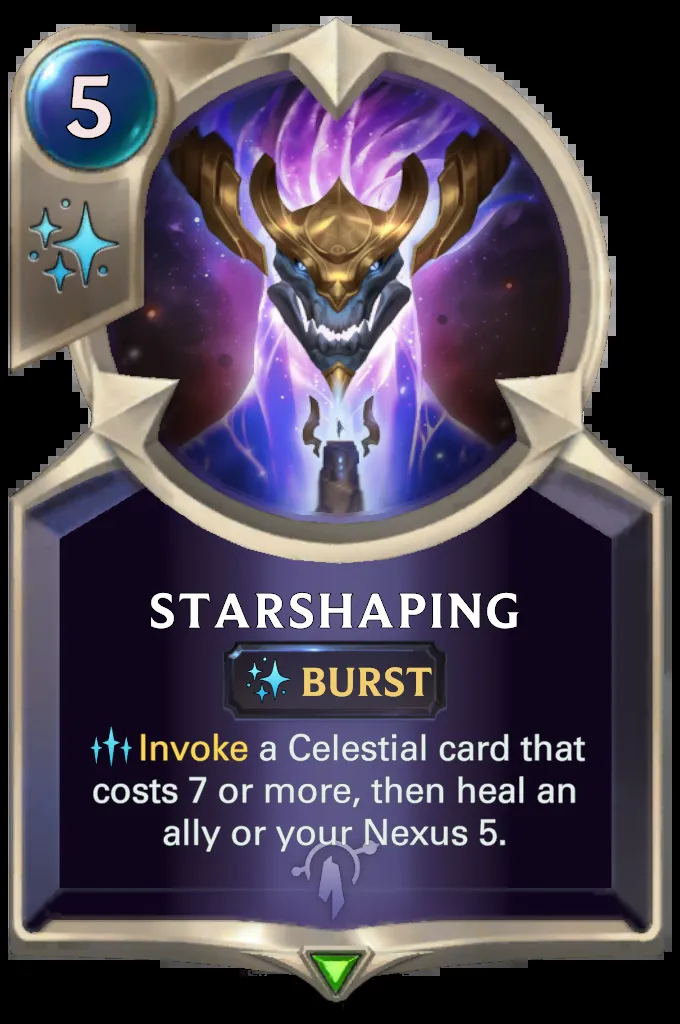 5
STARSHAPING
BURST
Invoke a Celestial card that
costs 7 or more, then heal an
ally or your Nexus 5.